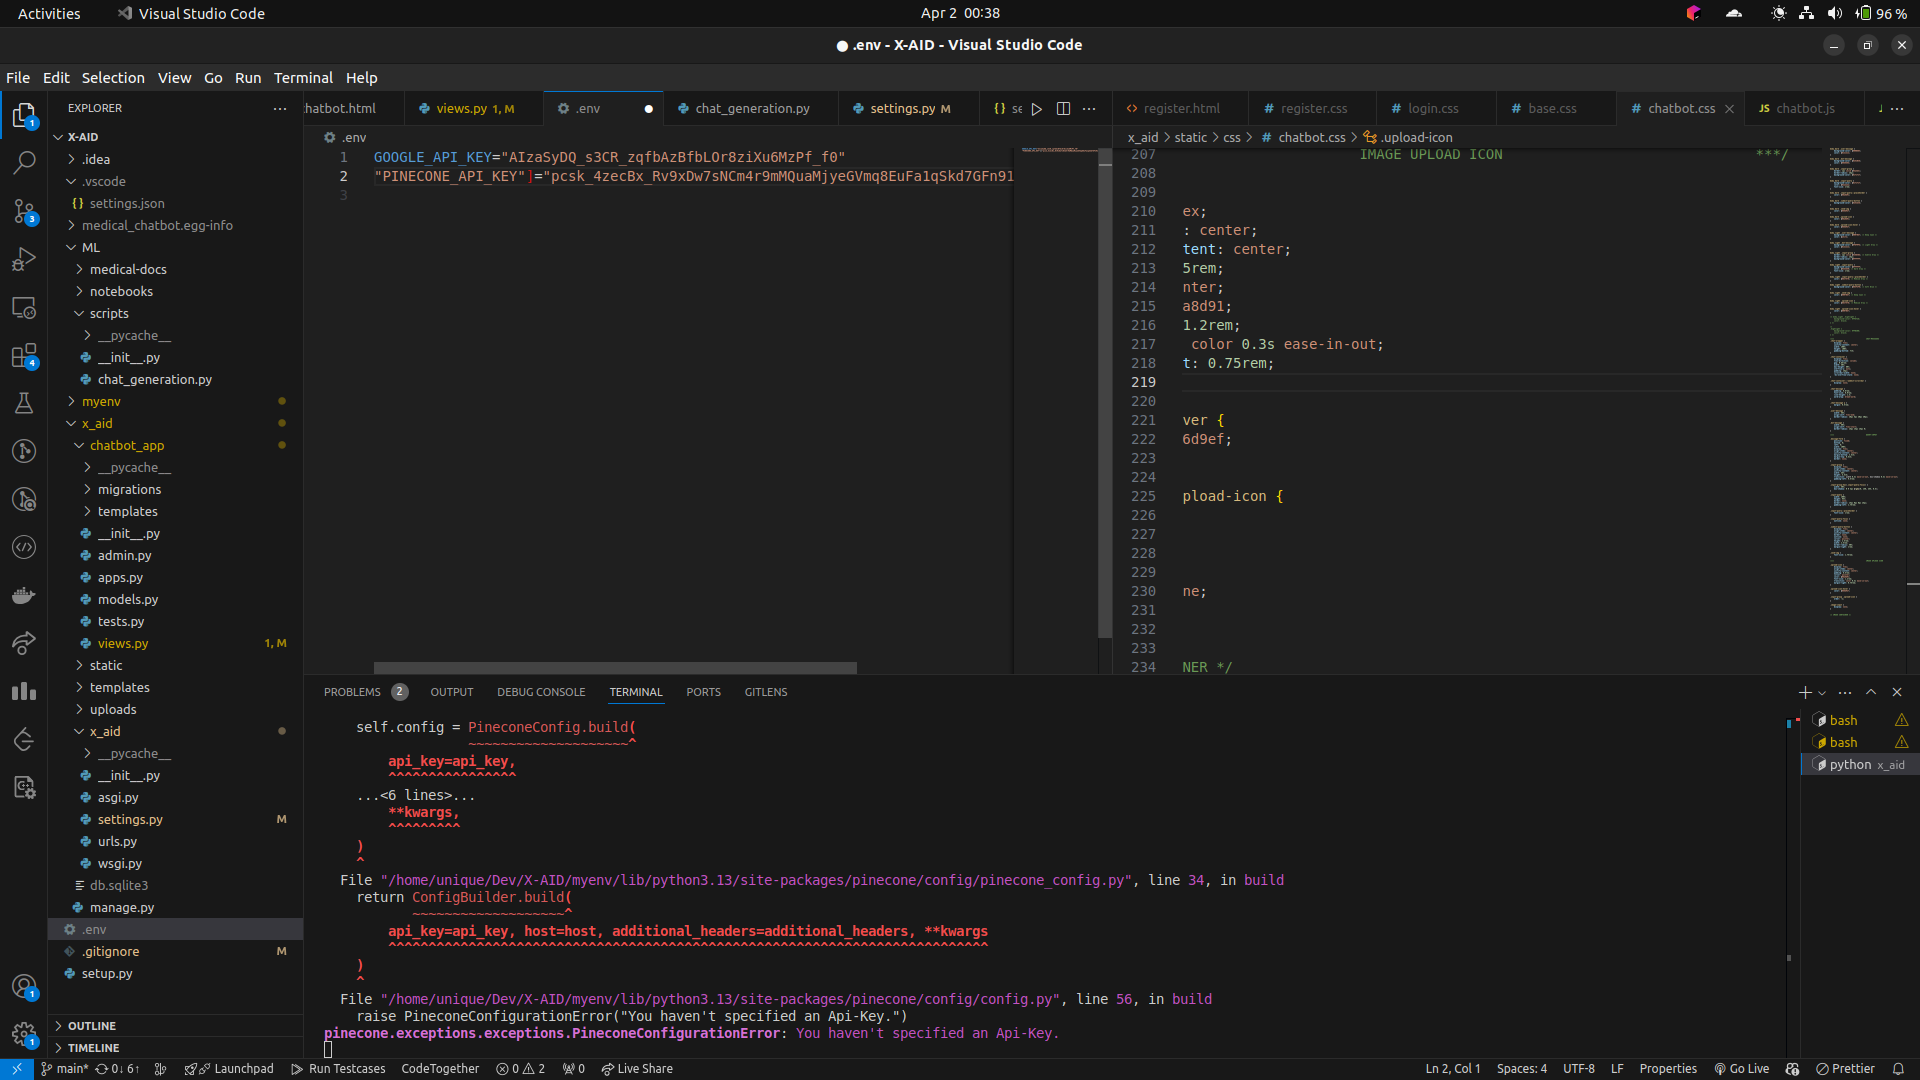 Activities
Visual Studio Code
Apr 2 00:38
96 %
.env - X-AID - Visual Studio Code
File Edit Selection View Go Run Terminal Help
EXPLORER
X-AID
.idea
.vscode
settings.json
medical_chatbot.egg-info
ML
medical-docs
notebooks
scripts
__pycache__
__init__.py
chat_generation.py
myenv
x_aid
chatbot_app
__pycache__
migrations
templates
__init__.py
admin.py
apps.py
models.py
tests.py
views.py 1, M
static
templates
uploads
x_aid
__pycache__
__init__.py
asgi.py
settings.py M
urls.py
wsgi.py
db.sqlite3
manage.py
.env
.gitignore M
setup.py
OUTLINE
TIMELINE
hatbot.html views.py 1, M .env chat_generation.py settings.py M se
.env
1 GOOGLE_API_KEY="AIzaSyDQ_s3CR_zqfbAzBfbLOr8ziXu6MzPf_f0"
2 "PINECONE_API_KEY"]="pcsk_4zecBx_Rv9xDw7sNCm4r9mMQuaMjyeGVmq8EuFa1qSkd7GFn91
3
register.html register.css login.css base.css chatbot.css chatbot.js
x_aid > static > css > chatbot.css > .upload-icon
207 IMAGE UPLOAD ICON ***/
208
209
210 ex;
211 : center;
212 tent: center;
213 5rem;
214 nter;
215 a8d91;
216 1.2rem;
217 color 0.3s ease-in-out;
218 t: 0.75rem;
219
220
221 ver {
222 6d9ef;
223
224
225 pload-icon {
226
227
228
229
230 ne;
231
232
233
234 NER */
PROBLEMS 2 OUTPUT DEBUG CONSOLE TERMINAL PORTS GITLENS
self.config = PineconeConfig.build(
~~~~~~~~~~~~~~~~~~~~^
api_key=api_key,
^^^^^^^^^^^^^^^^
...<6 lines>...
**kwargs,
^^^^^^^^^
)
^
File "/home/unique/Dev/X-AID/myenv/lib/python3.13/site-packages/pinecone/config/pinecone_config.py", line 34, in build
return ConfigBuilder.build(
~~~~~~~~~~~~~~~~~~~^
api_key=api_key, host=host, additional_headers=additional_headers, **kwargs
^^^^^^^^^^^^^^^^^^^^^^^^^^^^^^^^^^^^^^^^^^^^^^^^^^^^^^^^^^^^^^^^^^^^^^^^^^^
)
^
File "/home/unique/Dev/X-AID/myenv/lib/python3.13/site-packages/pinecone/config/config.py", line 56, in build
raise PineconeConfigurationError("You haven't specified an Api-Key.")
pinecone.exceptions.exceptions.PineconeConfigurationError: You haven't specified an Api-Key.
bash
bash
python x_aid
main* 0↓ 6↑ Launchpad Run Testcases CodeTogether 0 2 0 Live Share
Ln 2, Col 1 Spaces: 4 UTF-8 LF Properties Go Live Prettier